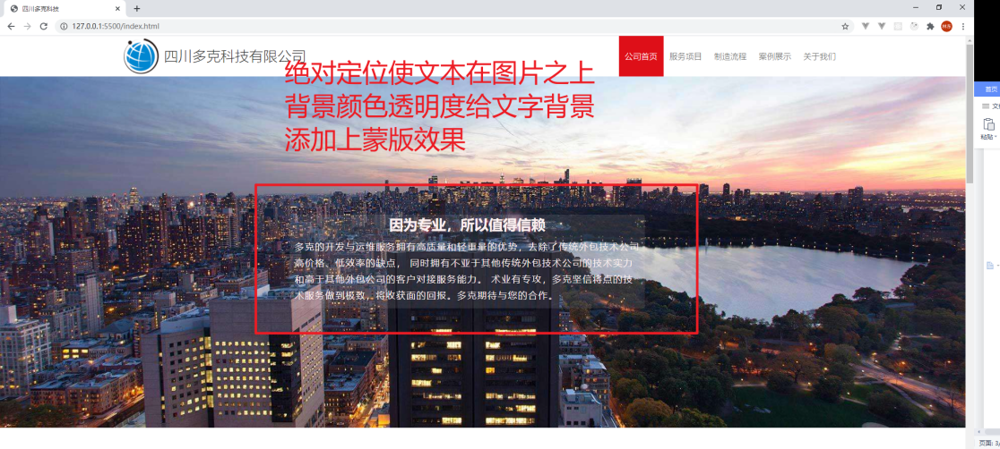 四川多克科技
127.0.0.1:5500/index.html
四川多克科技有限公司
公司首页 服务项目 制造流程 案例展示 关于我们
绝对定位使文本在图片之上
背景颜色透明度给文字背景
添加上蒙版效果
因为专业，所以值得信赖
多克的开发与运维服务拥有高质量和轻重量的优势，去除了传统外包技术公司
高价格、低效率的缺点， 同时拥有不亚于其他传统外包技术公司的技术实力
和高于其他外包公司的客户对接服务能力。 术业有专攻，多克坚信将点的技
术服务做到极致，将收获面的回报。多克期待与您的合作。
首页
文
粘贴
页面: 3